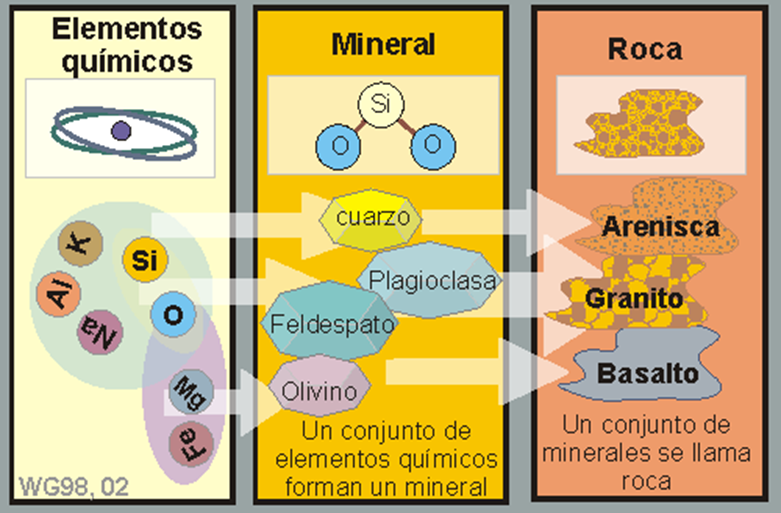 Elementos
químicos
K
Si
Al
O
Na
Mg
Fe
WG98, 02
Mineral
Si
O
O
cuarzo
Plagioclasa
Feldespato
Olivino
Un conjunto de
elementos químicos
forman un mineral
Roca
Arenisca
Granito
Basalto
Un conjunto de
minerales se llama
roca